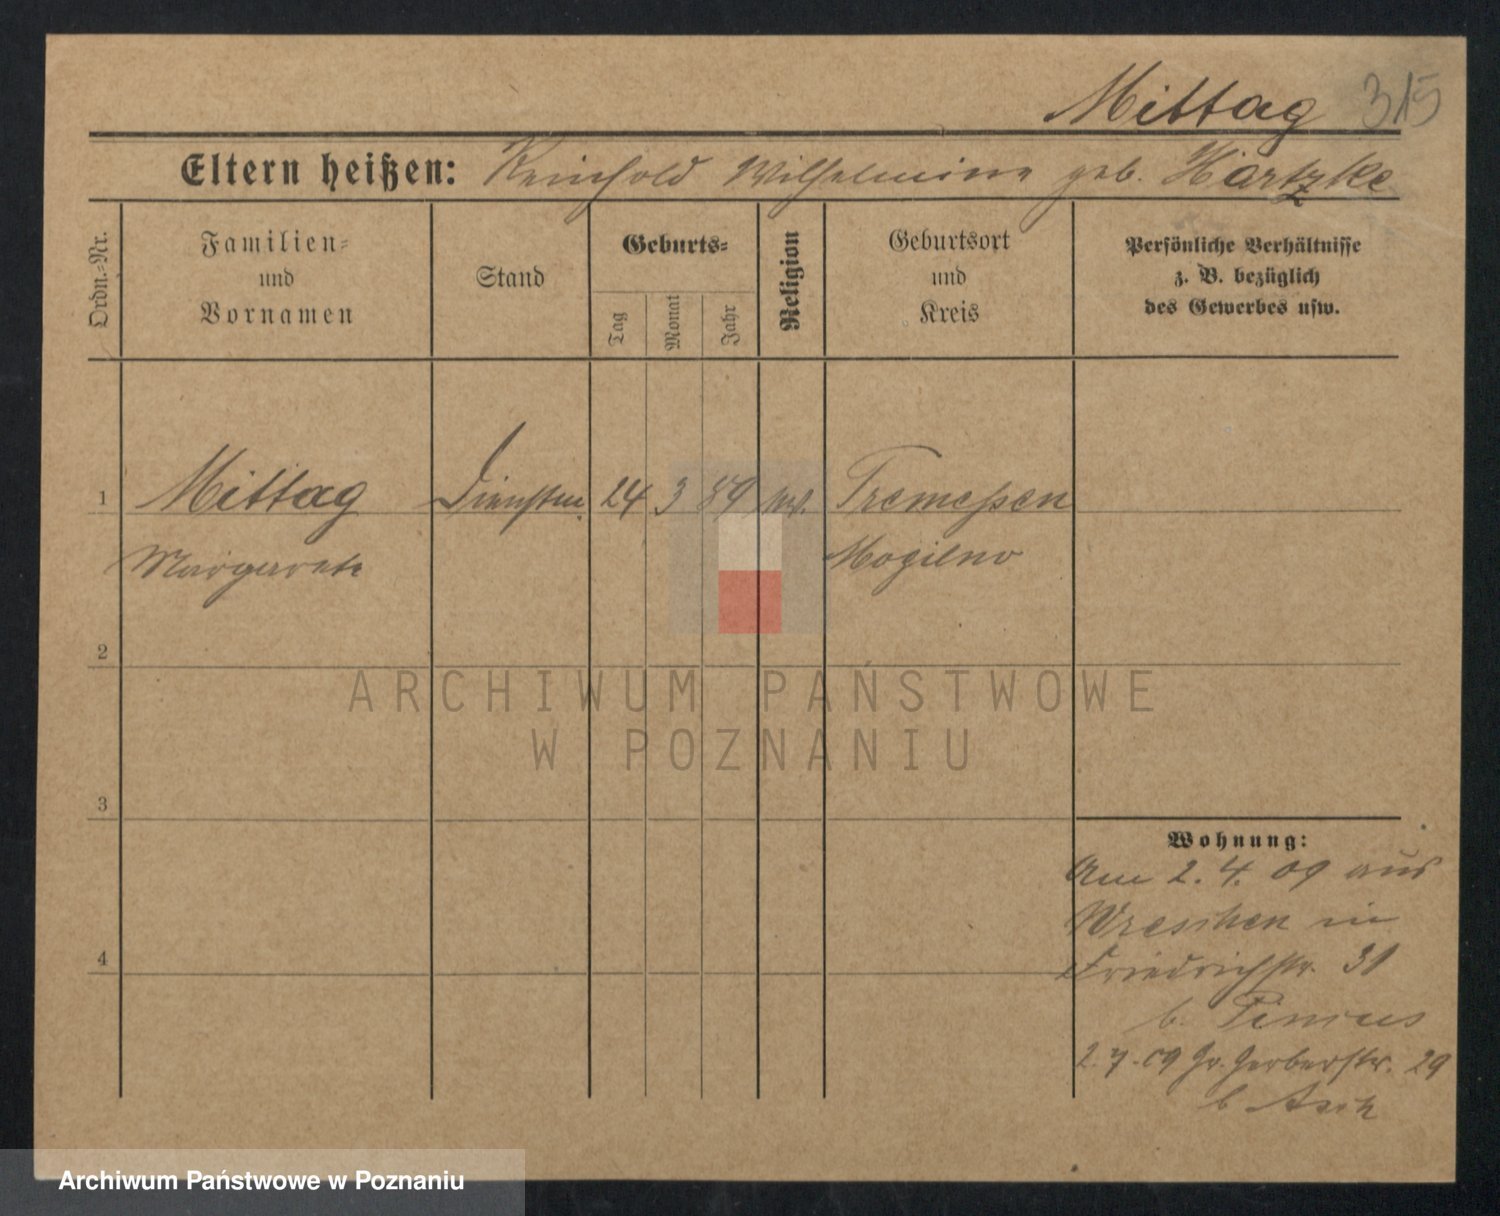 Mittag 315
Eltern heißen: Reinhold Wilhelmine geb. Hartzke
Ordn.-Nr.
Familien-
und
Vornamen
Stand
Geburts-
Tag
Monat
Jahr
Religion
Geburtsort
und
Kreis
Persönliche Verhältnisse
z. B. bezüglich
des Gewerbes usw.
1 Mittag 24 3 89 Tremessen
Margarete Mogilno
2
ARCHIWUM PAŃSTWOWE
W POZNANIU
3
4
Wohnung:
Am 2. 4. 09 aus
Wreschen in
Friedrichstr. 31
b. Pincus
2.7.09 Gr. Gerberstr. 29
b Asch
Archiwum Państwowe w Poznaniu